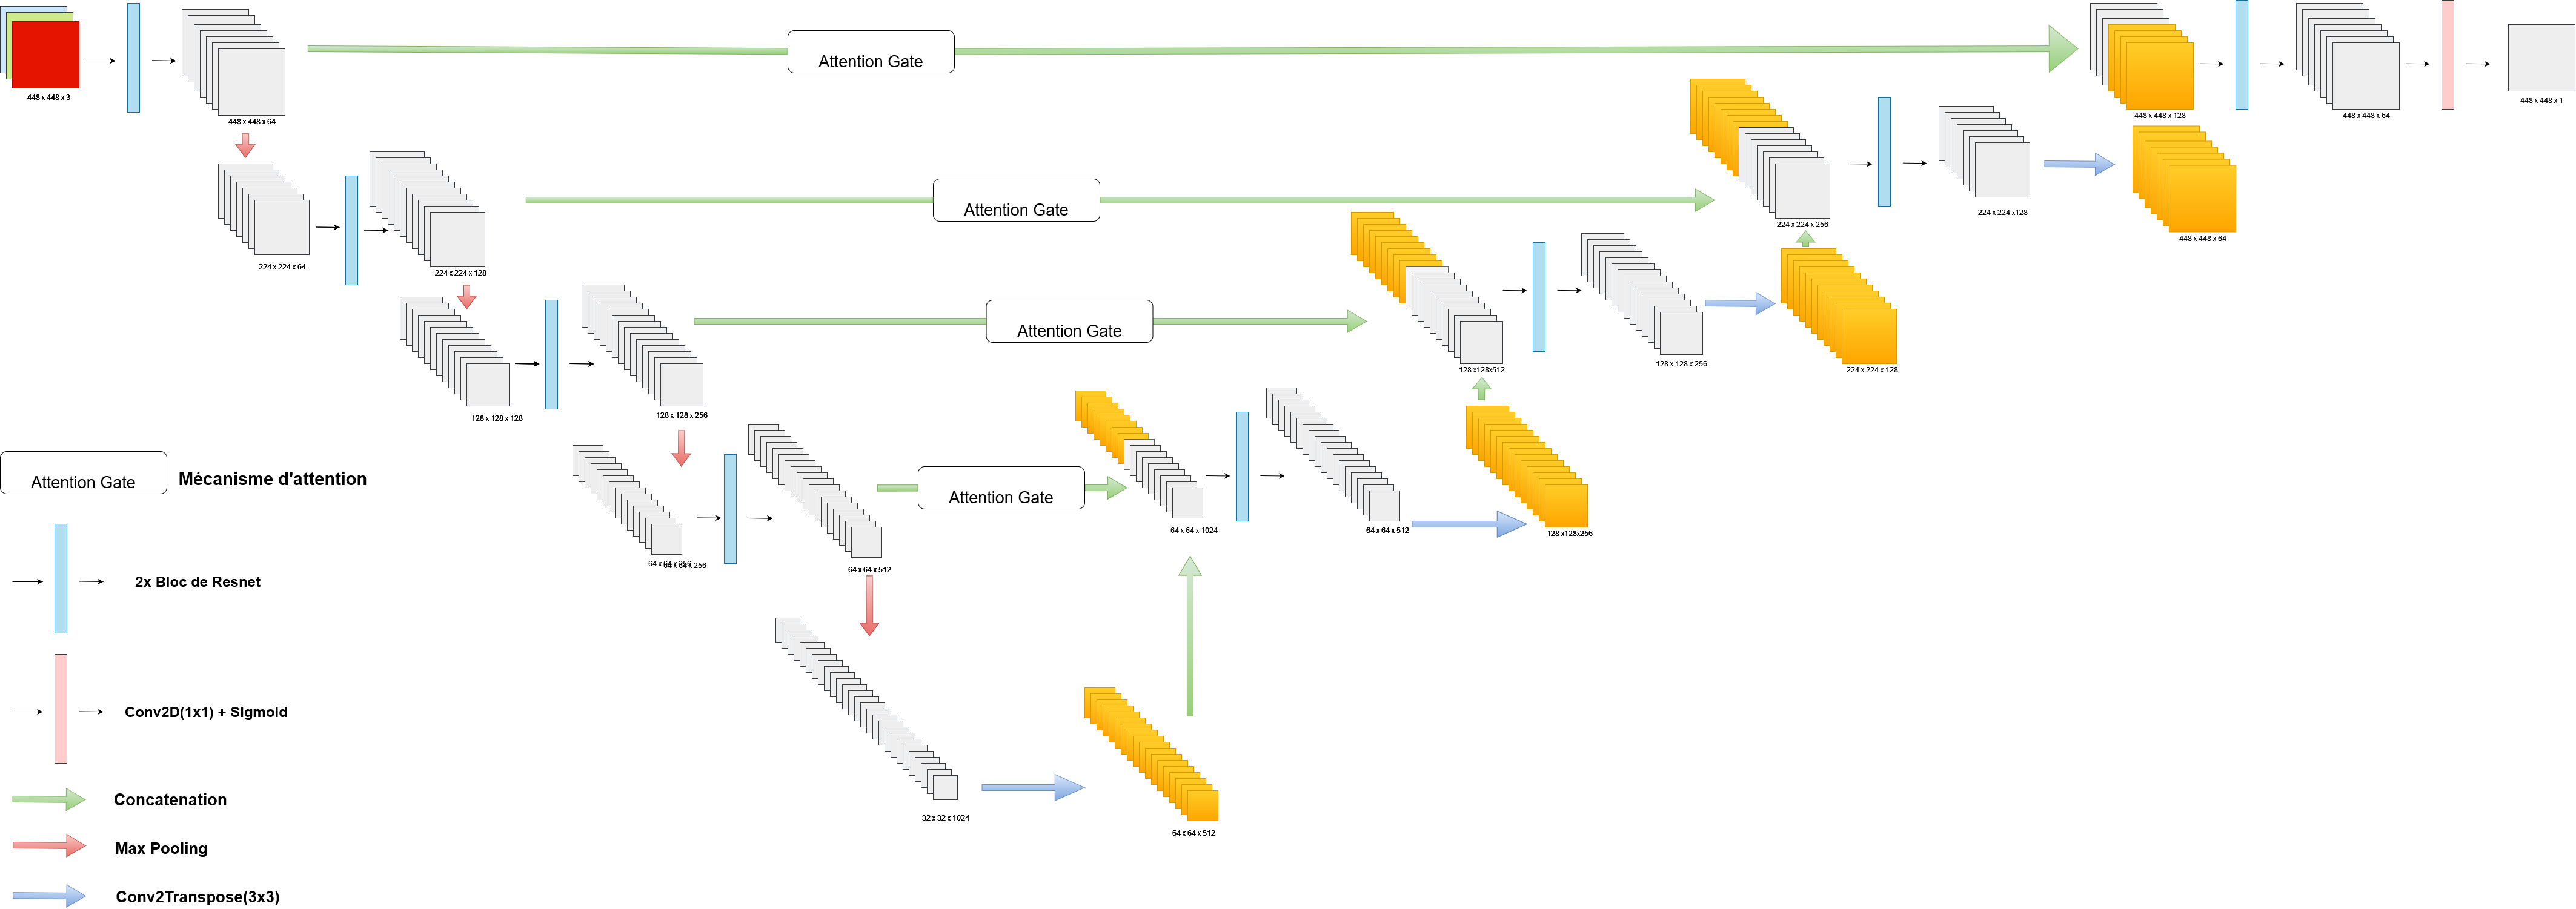 Attention Gate
448 x 448 x 3
448 x 448 x 64
448 x 448 x 128
448 x 448 x 64
448 x 448 x 1
Attention Gate
224 x 224 x 64
224 x 224 x 128
224 x 224 x 256
224 x 224 x128
448 x 448 x 64
Attention Gate
128 x 128 x 128
128 x 128 x 256
128 x128x512
128 x 128 x 256
224 x 224 x 128
Attention Gate
Mécanisme d'attention
Attention Gate
64 x 64 x 256
64 x 64 x 256
64 x 64 x 512
64 x 64 x 1024
64 x 64 x 512
128 x128x256
2x Bloc de Resnet
Conv2D(1x1) + Sigmoid
32 x 32 x 1024
64 x 64 x 512
Concatenation
Max Pooling
Conv2Transpose(3x3)